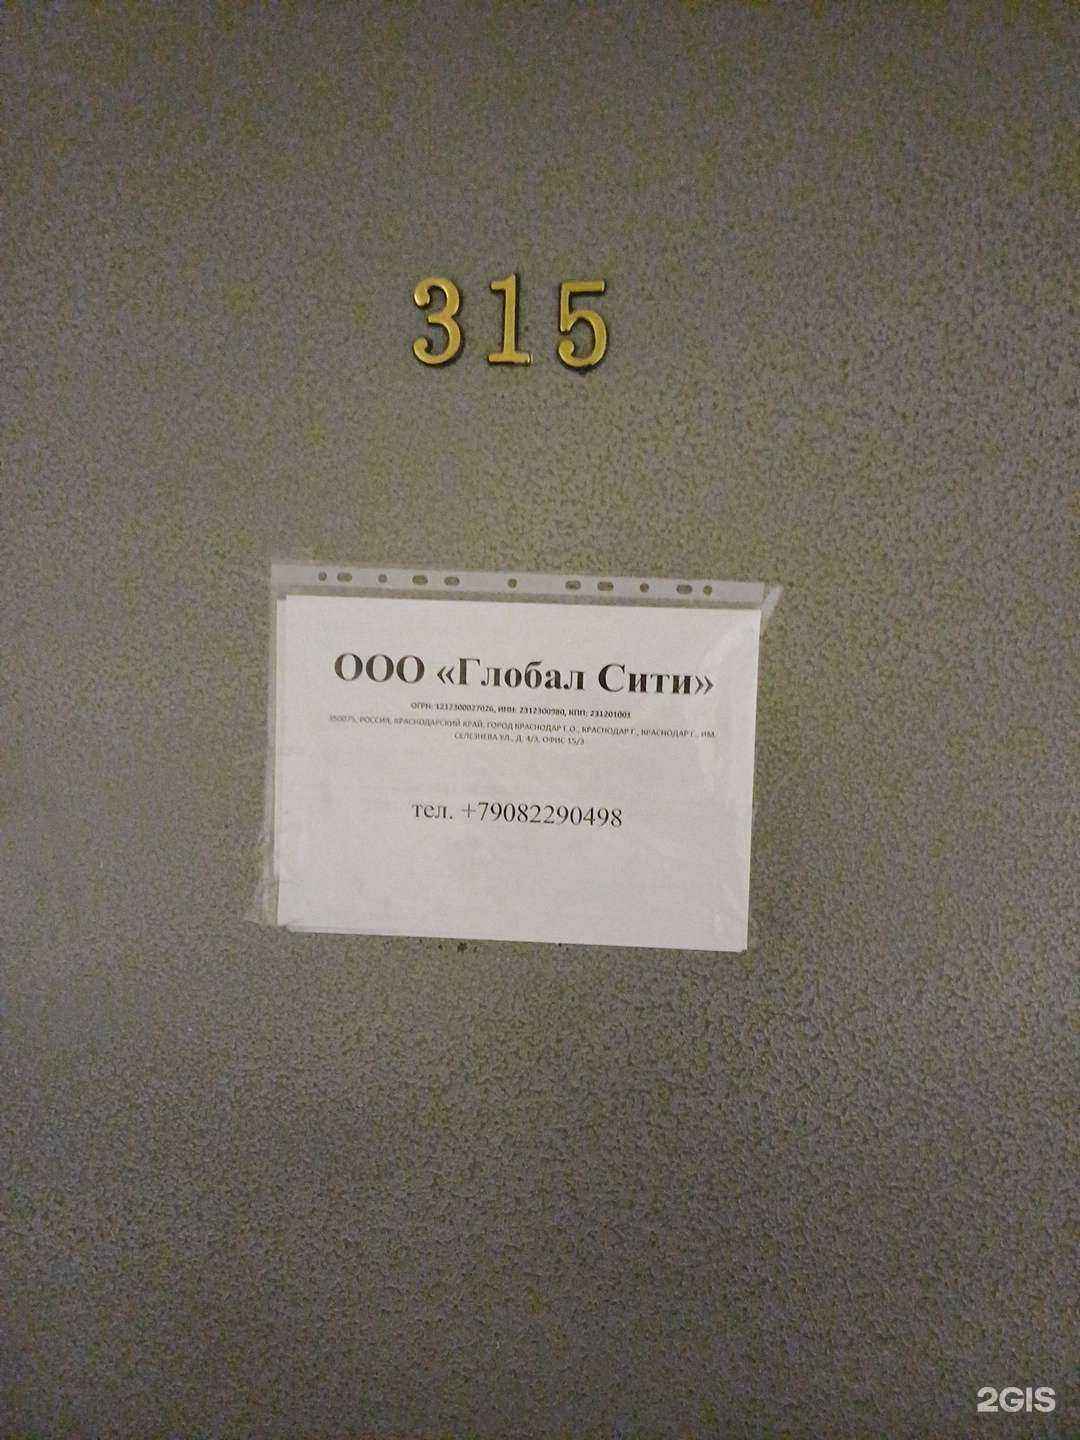 315
ООО «Глобал Сити»
ОГРН: 1212300027026, ИНН: 2312300980, КПП: 231201001
350075, РОССИЯ, КРАСНОДАРСКИЙ КРАЙ, ГОРОД КРАСНОДАР Г.О., КРАСНОДАР Г., КРАСНОДАР Г., ИМ.
СЕЛЕЗНЕВА УЛ., Д. 4/3, ОФИС 15/3
тел. +79082290498
2GIS